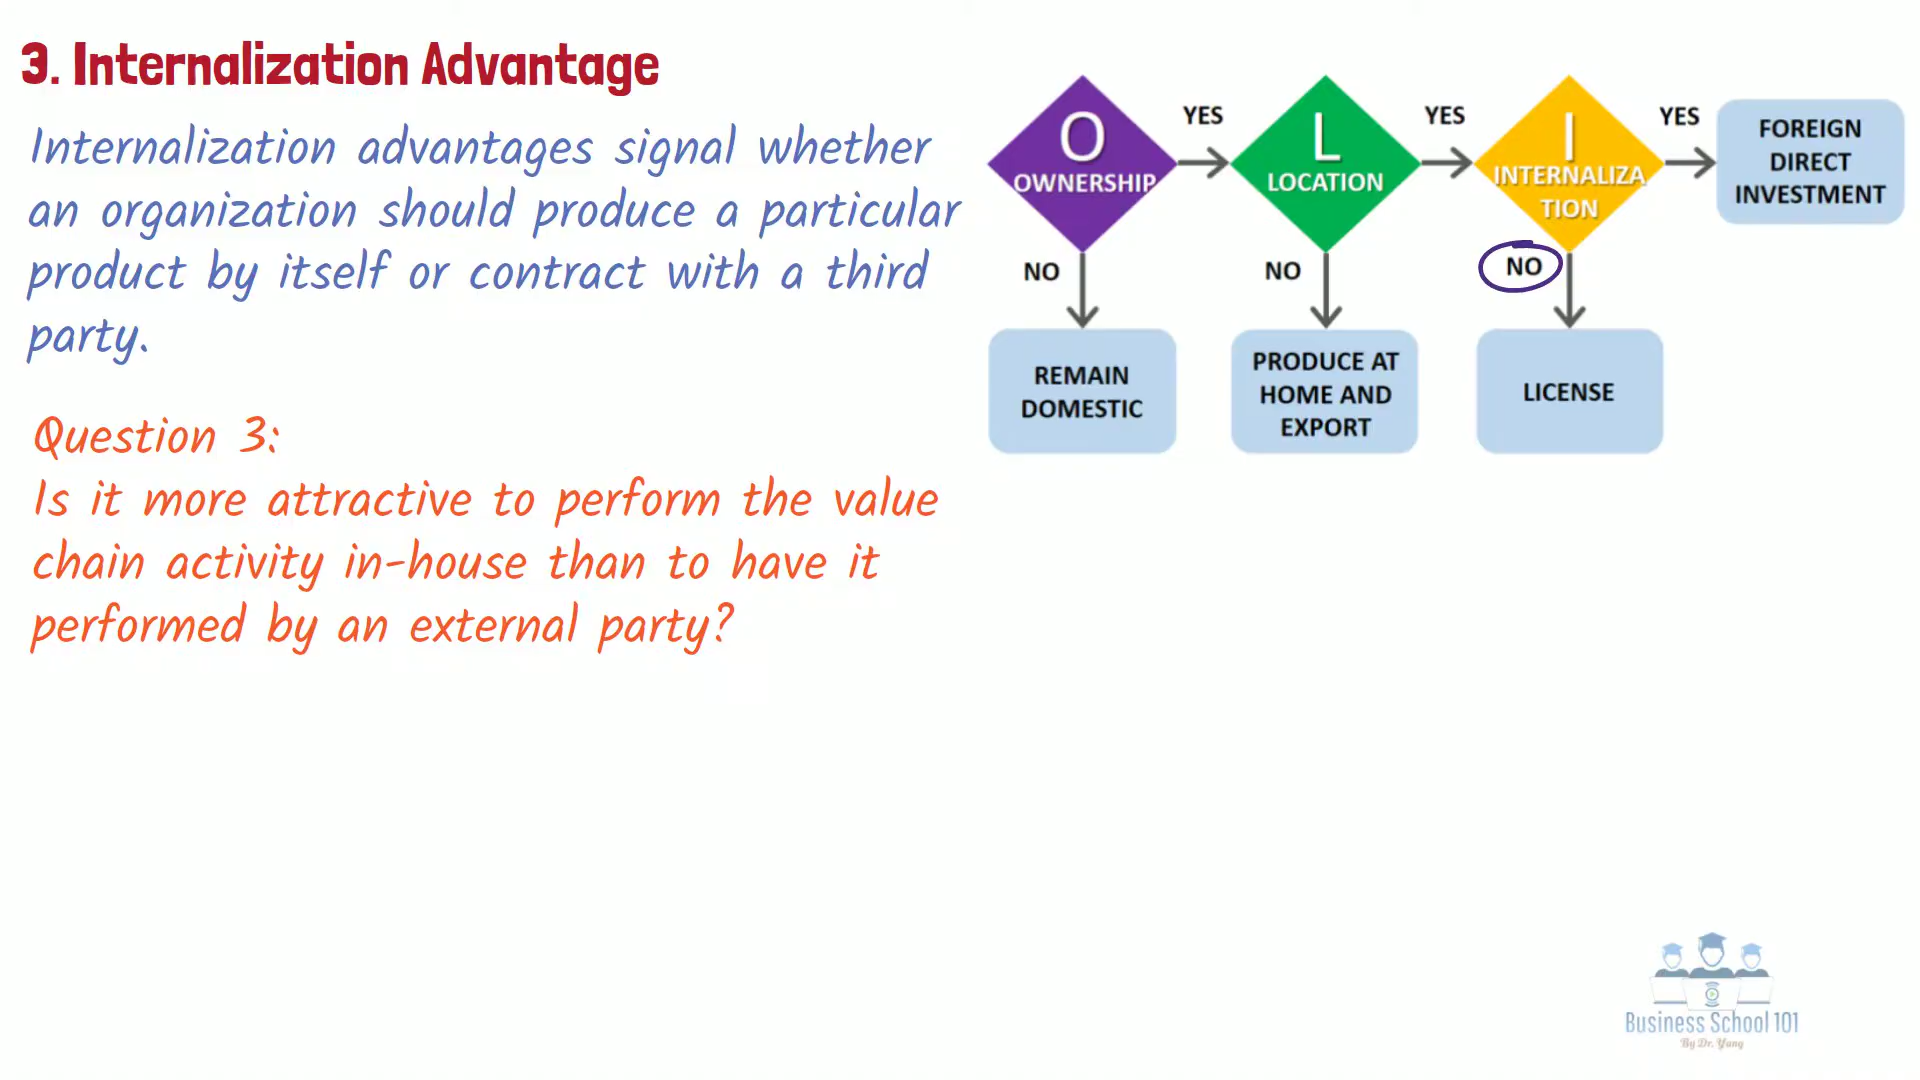 3. Internalization Advantage
Internalization advantages signal whether
an organization should produce a particular
product by itself or contract with a third
party.
Question 3:
Is it more attractive to perform the value
chain activity in-house than to have it
performed by an external party?
O
OWNERSHIP
YES
L
LOCATION
YES
I
INTERNALIZA
TION
YES
FOREIGN
DIRECT
INVESTMENT
NO
NO
NO
REMAIN
DOMESTIC
PRODUCE AT
HOME AND
EXPORT
LICENSE
Business School 101
By Dr. Yang